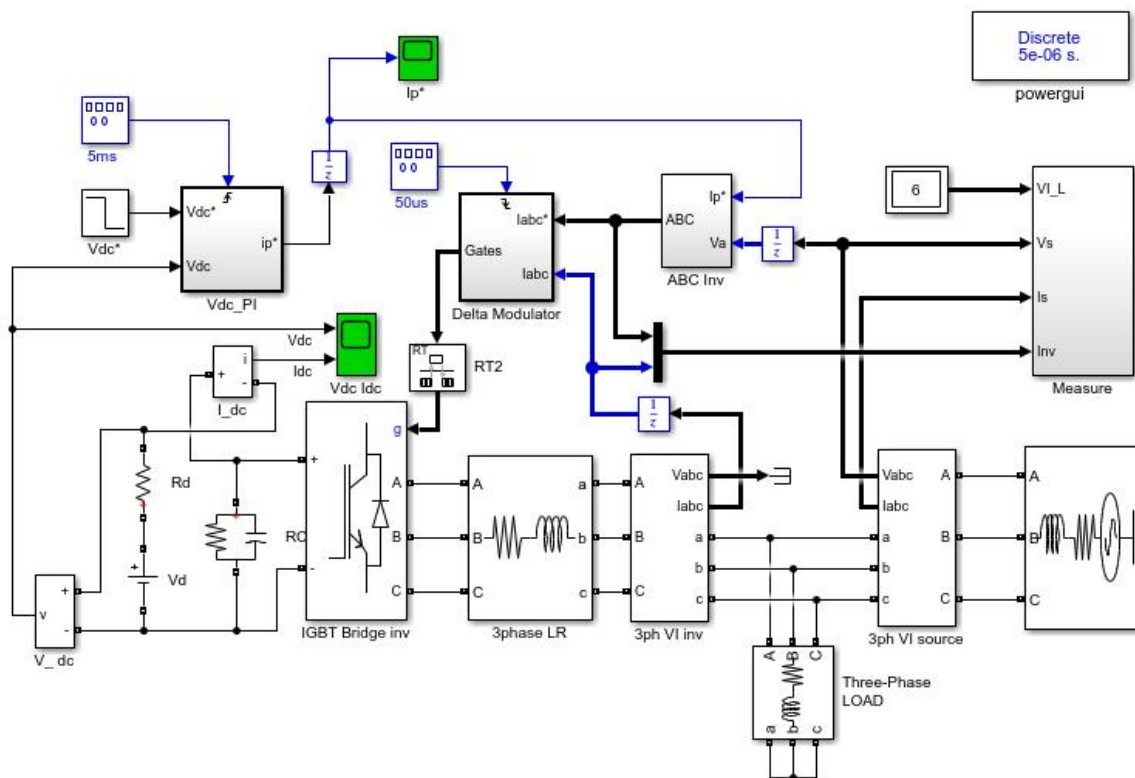 Discrete
5e-06 s.
powergui
Ip*
5ms
1
z
50us
Vdc*
Vdc*
Vdc
ip*
Vdc_PI
Iabc*
Gates
Iabc
Delta Modulator
Ip*
ABC
Va
ABC Inv
1
z
6
VI_L
Vs
Is
Inv
Measure
Vdc
Idc
Vdc Idc
i
+
-
I_dc
RT
RT2
1
z
g
+
-
A
B
C
IGBT Bridge inv
Rd
+
Vd
RC
+
v
-
V_ dc
A
B
C
a
b
c
3phase LR
A
B
C
Vabc
Iabc
a
b
c
3ph VI inv
Vabc
Iabc
a
b
c
A
B
C
3ph VI source
A
B
C
A
B
C
a
b
c
Three-Phase
LOAD